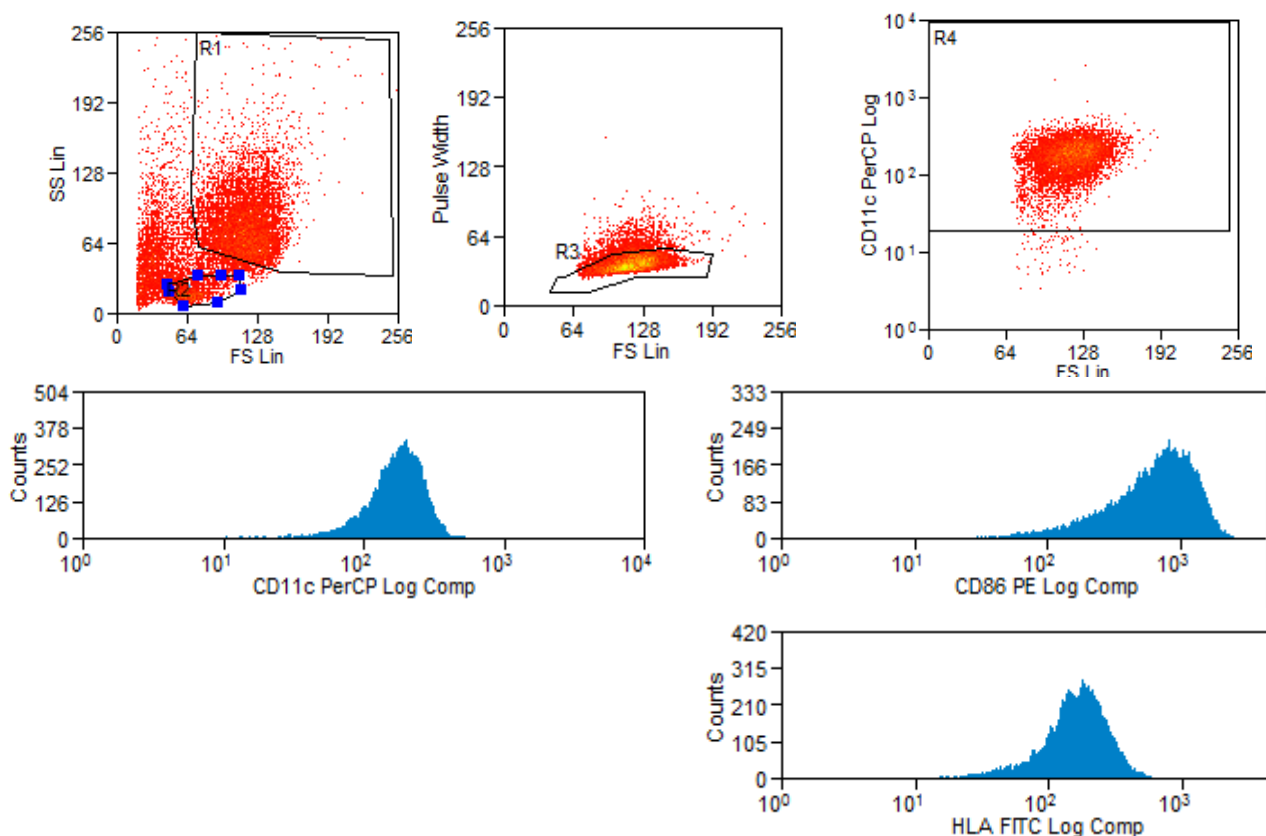 256
192
128
64
0
SS Lin
R1
R2
0 64 128 192 256
FS Lin
256
192
128
64
0
Pulse Width
R3
0 64 128 192 256
FS Lin
10⁴
10³
10²
10¹
10⁰
CD11c PerCP Log
R4
0 64 128 192 256
FS Lin
504
378
252
126
0
Counts
10⁰ 10¹ 10² 10³ 10⁴
CD11c PerCP Log Comp
333
249
166
83
0
Counts
10⁰ 10¹ 10² 10³
CD86 PE Log Comp
420
315
210
105
0
Counts
10⁰ 10¹ 10² 10³
HLA FITC Log Comp